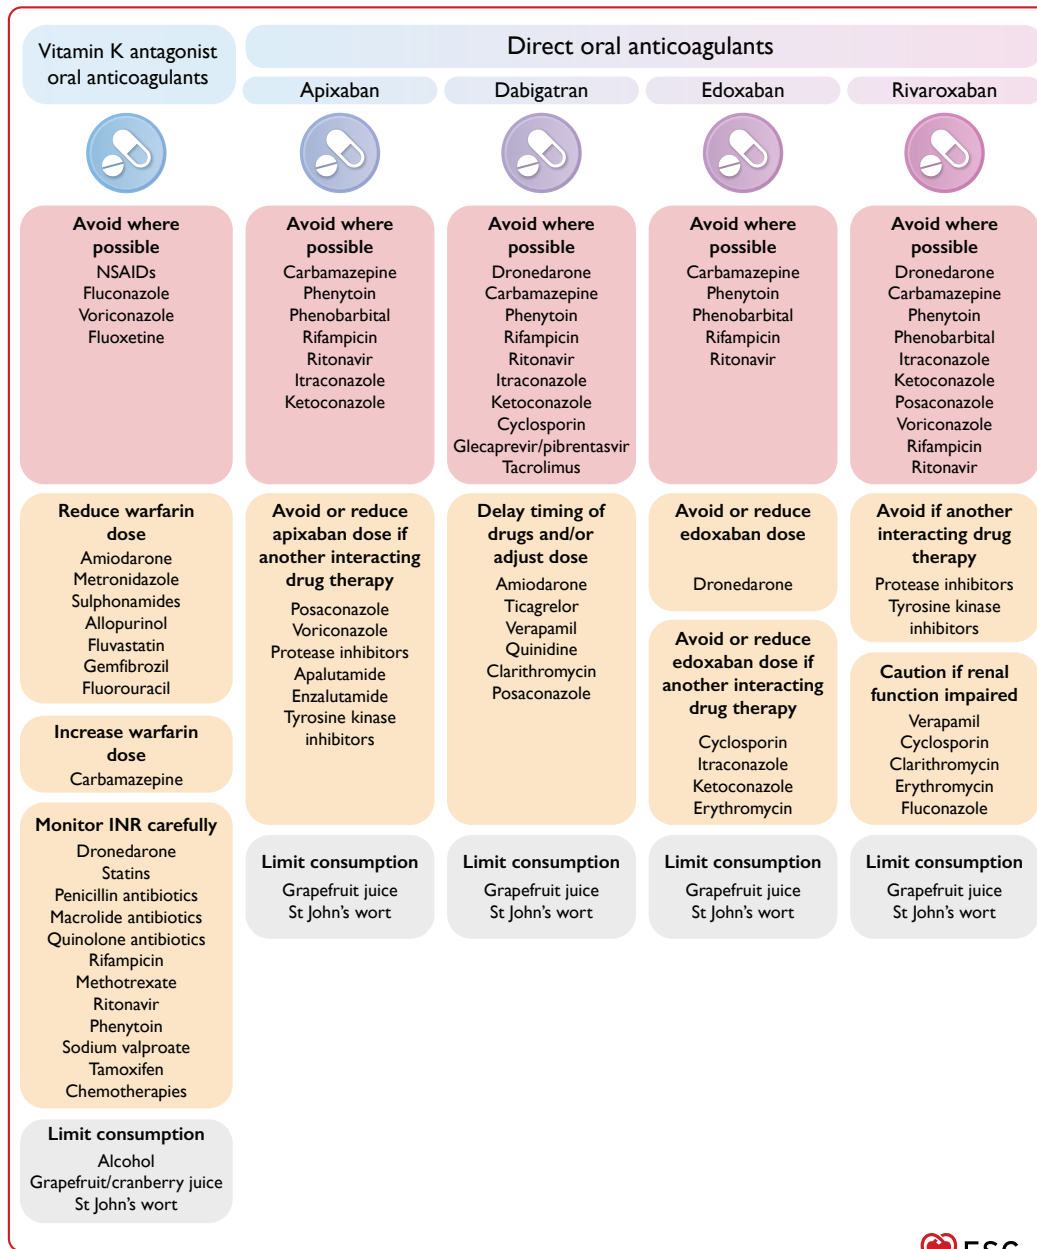 Vitamin K antagonist
oral anticoagulants
Direct oral anticoagulants
Apixaban
Dabigatran
Edoxaban
Rivaroxaban
Avoid where
possible
NSAIDs
Fluconazole
Voriconazole
Fluoxetine
Reduce warfarin
dose
Amiodarone
Metronidazole
Sulphonamides
Allopurinol
Fluvastatin
Gemfibrozil
Fluorouracil
Increase warfarin
dose
Carbamazepine
Monitor INR carefully
Dronedarone
Statins
Penicillin antibiotics
Macrolide antibiotics
Quinolone antibiotics
Rifampicin
Methotrexate
Ritonavir
Phenytoin
Sodium valproate
Tamoxifen
Chemotherapies
Limit consumption
Alcohol
Grapefruit/cranberry juice
St John’s wort
Avoid where
possible
Carbamazepine
Phenytoin
Phenobarbital
Rifampicin
Ritonavir
Itraconazole
Ketoconazole
Avoid or reduce
apixaban dose if
another interacting
drug therapy
Posaconazole
Voriconazole
Protease inhibitors
Apalutamide
Enzalutamide
Tyrosine kinase
inhibitors
Limit consumption
Grapefruit juice
St John’s wort
Avoid where
possible
Dronedarone
Carbamazepine
Phenytoin
Rifampicin
Ritonavir
Itraconazole
Ketoconazole
Cyclosporin
Glecaprevir/pibrentasvir
Tacrolimus
Delay timing of
drugs and/or
adjust dose
Amiodarone
Ticagrelor
Verapamil
Quinidine
Clarithromycin
Posaconazole
Limit consumption
Grapefruit juice
St John’s wort
Avoid where
possible
Carbamazepine
Phenytoin
Phenobarbital
Rifampicin
Ritonavir
Avoid or reduce
edoxaban dose
Dronedarone
Avoid or reduce
edoxaban dose if
another interacting
drug therapy
Cyclosporin
Itraconazole
Ketoconazole
Erythromycin
Limit consumption
Grapefruit juice
St John’s wort
Avoid where
possible
Dronedarone
Carbamazepine
Phenytoin
Phenobarbital
Itraconazole
Ketoconazole
Posaconazole
Voriconazole
Rifampicin
Ritonavir
Avoid if another
interacting drug
therapy
Protease inhibitors
Tyrosine kinase
inhibitors
Caution if renal
function impaired
Verapamil
Cyclosporin
Clarithromycin
Erythromycin
Fluconazole
Limit consumption
Grapefruit juice
St John’s wort
ESC